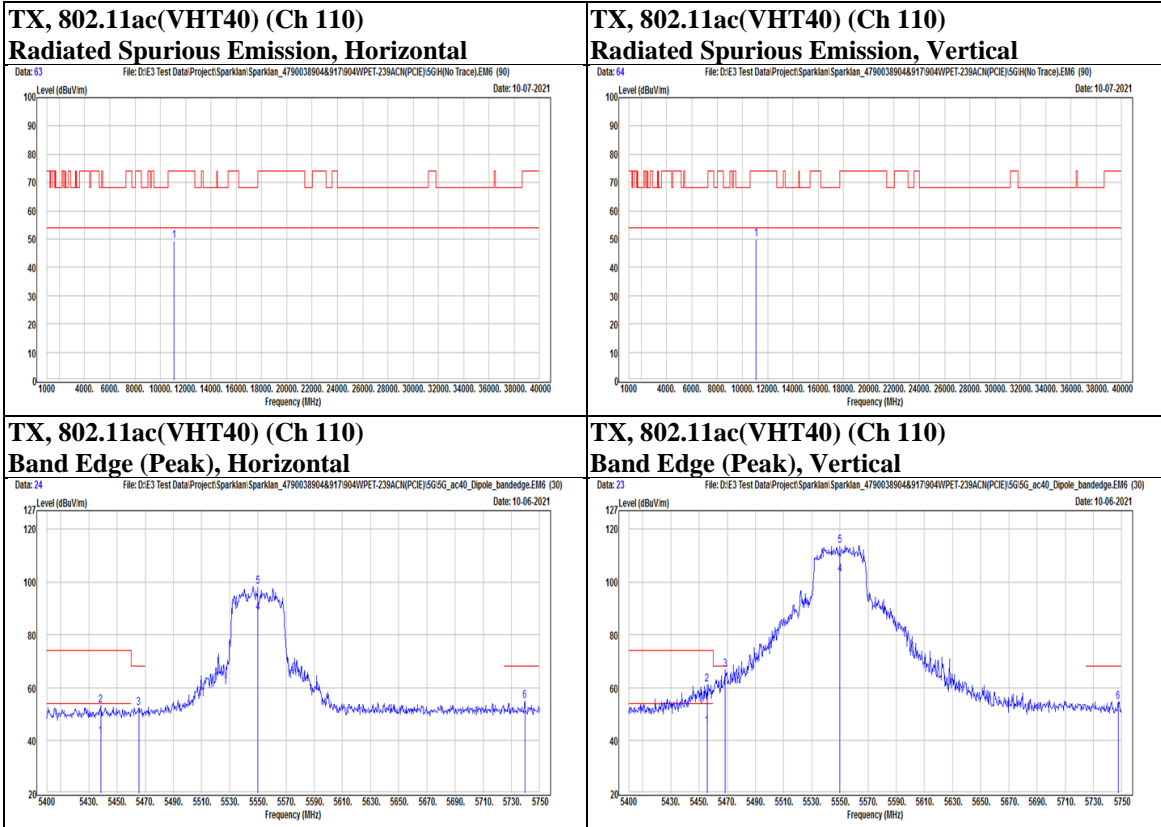 TX, 802.11ac(VHT40) (Ch 110)
Radiated Spurious Emission, Horizontal
Data: 63 File: D:\E3 Test Data\Project\Sparklan\Sparklan_4790038904&917\904WPET-239ACN(PCIE)\5G\H(No Trace).EM6 (90)
Date: 10-07-2021
Level (dBuV/m)
100
90
80
70
60
50
40
30
20
10
0
1
1000 4000. 6000. 8000. 10000. 12000. 14000. 16000. 18000. 20000. 22000. 24000. 26000. 28000. 30000. 32000. 34000. 36000. 38000. 40000
Frequency (MHz)
TX, 802.11ac(VHT40) (Ch 110)
Radiated Spurious Emission, Vertical
Data: 64 File: D:\E3 Test Data\Project\Sparklan\Sparklan_4790038904&917\904WPET-239ACN(PCIE)\5G\H(No Trace).EM6 (90)
Date: 10-07-2021
Level (dBuV/m)
100
90
80
70
60
50
40
30
20
10
0
1
1000 4000. 6000. 8000. 10000. 12000. 14000. 16000. 18000. 20000. 22000. 24000. 26000. 28000. 30000. 32000. 34000. 36000. 38000. 40000
Frequency (MHz)
TX, 802.11ac(VHT40) (Ch 110)
Band Edge (Peak), Horizontal
Data: 24 File: D:\E3 Test Data\Project\Sparklan\Sparklan_4790038904&917\904WPET-239ACN(PCIE)\5G\5G_ac40_Dipole_bandedge.EM6 (30)
Date: 10-06-2021
127 Level (dBuV/m)
120
100
80
60
40
20
1
2
3
4
5
6
5400 5430. 5450. 5470. 5490. 5510. 5530. 5550. 5570. 5590. 5610. 5630. 5650. 5670. 5690. 5710. 5730. 5750
Frequency (MHz)
TX, 802.11ac(VHT40) (Ch 110)
Band Edge (Peak), Vertical
Data: 23 File: D:\E3 Test Data\Project\Sparklan\Sparklan_4790038904&917\904WPET-239ACN(PCIE)\5G\5G_ac40_Dipole_bandedge.EM6 (30)
Date: 10-06-2021
127 Level (dBuV/m)
120
100
80
60
40
20
1
2
3
4
5
6
5400 5430. 5450. 5470. 5490. 5510. 5530. 5550. 5570. 5590. 5610. 5630. 5650. 5670. 5690. 5710. 5730. 5750
Frequency (MHz)